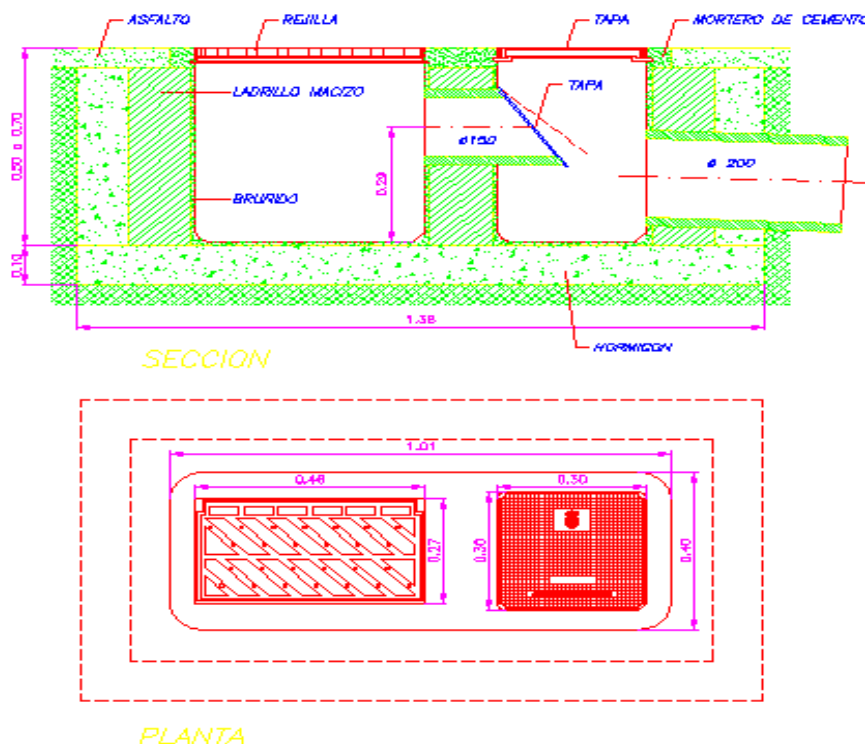 ASFALTO
REJILLA
TAPA
MORTERO DE CEMENTO
LADRILLO MACIZO
TAPA
ø150
ø 200
0.50 a 0.70
0.29
BRUÑIDO
0.10
1.38
HORMIGON
SECCION
1.01
0.46
0.30
0.27
0.30
0.40
PLANTA